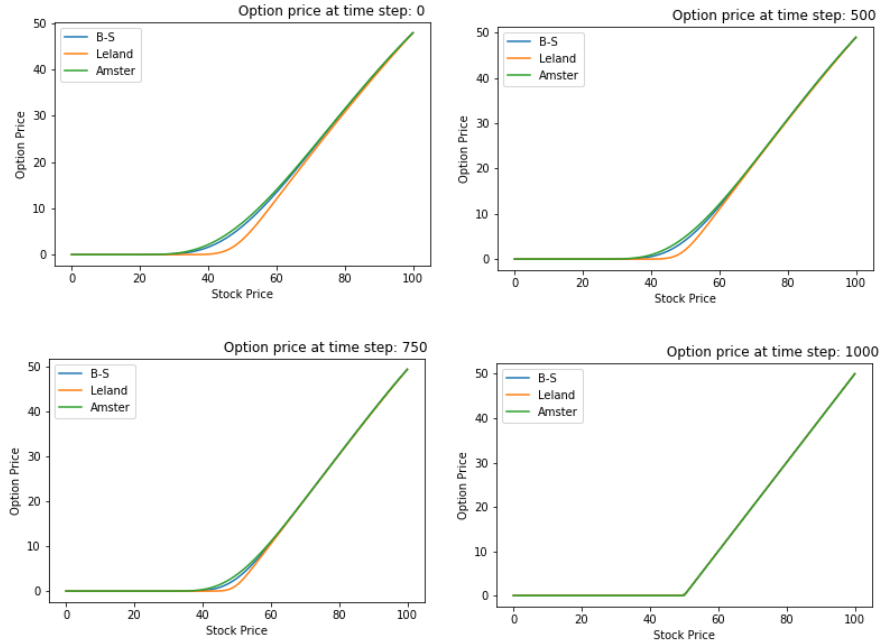 Option price at time step: 0
50
40
30
20
10
0
Option Price
B-S
Leland
Amster
0 20 40 60 80 100
Stock Price
Option price at time step: 500
50
40
30
20
10
0
Option Price
B-S
Leland
Amster
0 20 40 60 80 100
Stock Price
Option price at time step: 750
50
40
30
20
10
0
Option Price
B-S
Leland
Amster
0 20 40 60 80 100
Stock Price
Option price at time step: 1000
50
40
30
20
10
0
Option Price
B-S
Leland
Amster
0 20 40 60 80 100
Stock Price